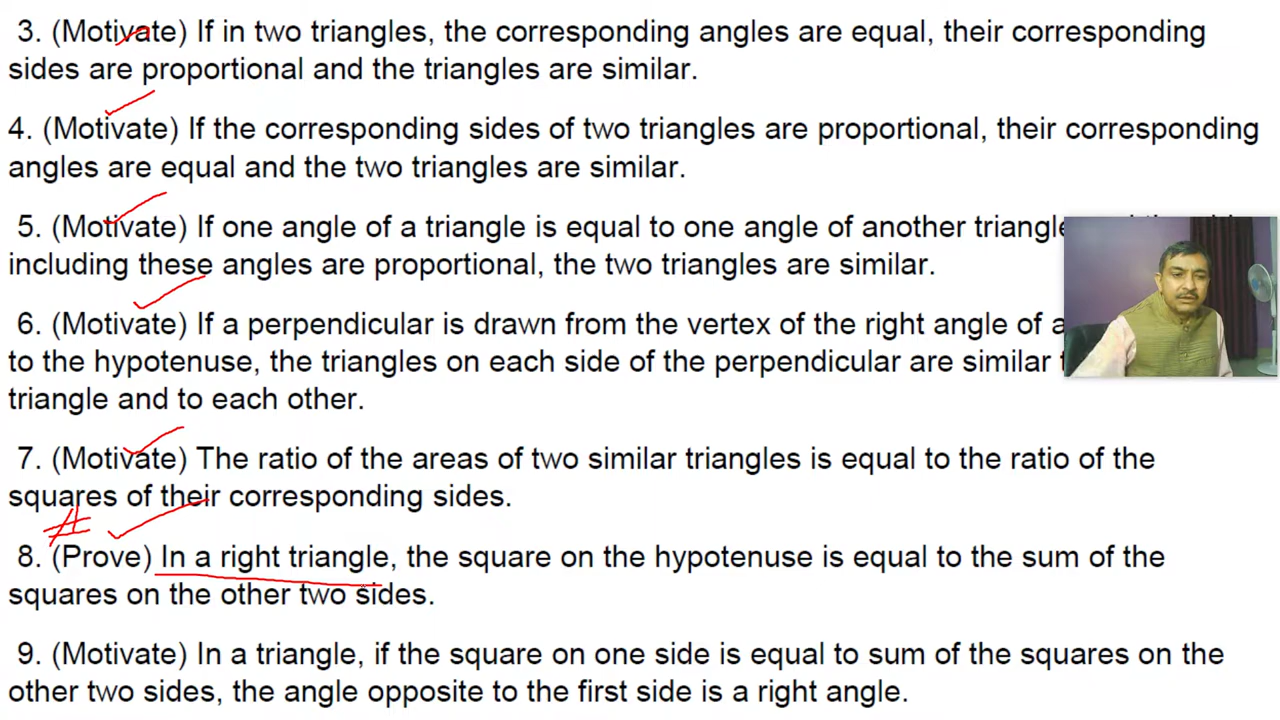 3. (Motivate) If in two triangles, the corresponding angles are equal, their corresponding
sides are proportional and the triangles are similar.
4. (Motivate) If the corresponding sides of two triangles are proportional, their corresponding
angles are equal and the two triangles are similar.
5. (Motivate) If one angle of a triangle is equal to one angle of another triangle
including these angles are proportional, the two triangles are similar.
6. (Motivate) If a perpendicular is drawn from the vertex of the right angle of a
to the hypotenuse, the triangles on each side of the perpendicular are similar
triangle and to each other.
7. (Motivate) The ratio of the areas of two similar triangles is equal to the ratio of the
squares of their corresponding sides.
8. (Prove) In a right triangle, the square on the hypotenuse is equal to the sum of the
squares on the other two sides.
9. (Motivate) In a triangle, if the square on one side is equal to sum of the squares on the
other two sides, the angle opposite to the first side is a right angle.